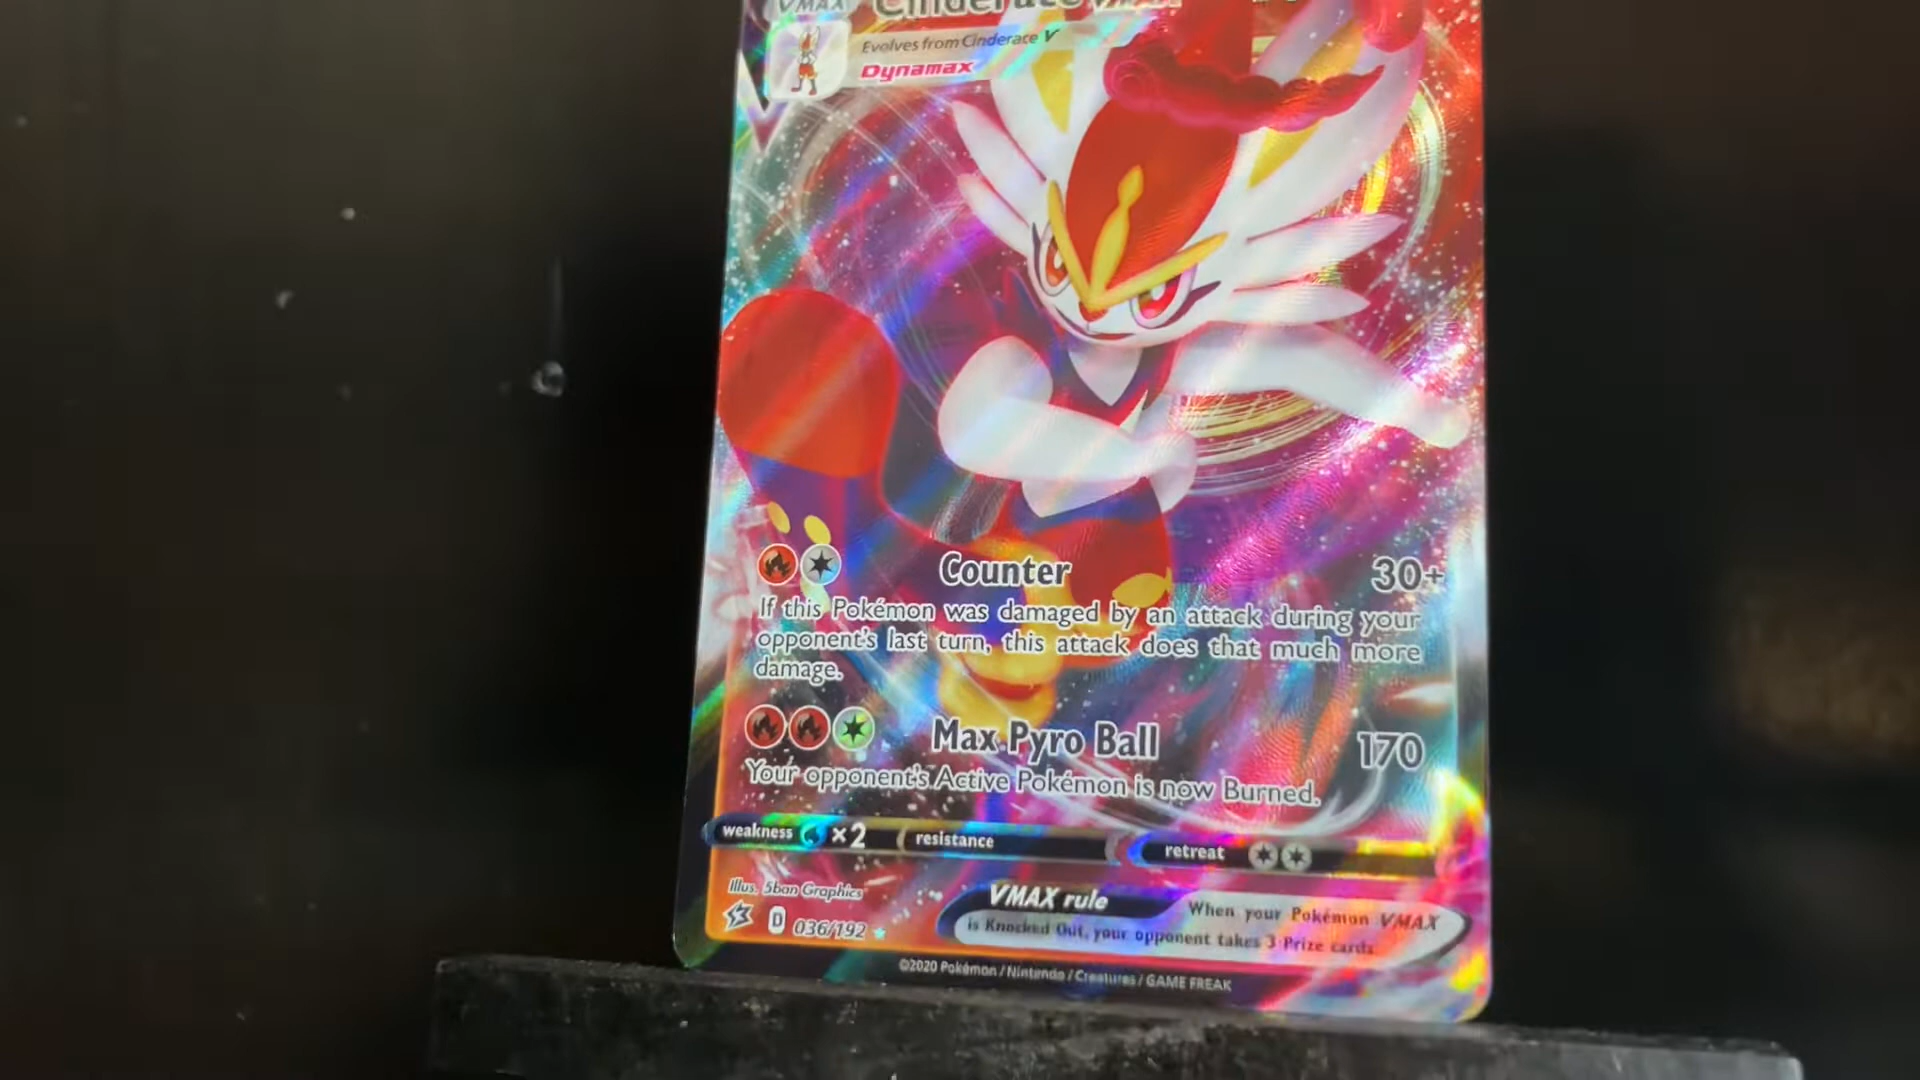 VMAX Cinderace VMAX
Evolves from Cinderace V
Dynamax
Counter 30+
If this Pokémon was damaged by an attack during your
opponent's last turn, this attack does that much more
damage.
Max Pyro Ball 170
Your opponent's Active Pokémon is now Burned.
weakness ×2 resistance retreat
Illus. 5ban Graphics
VMAX rule When your Pokémon VMAX
is Knocked Out, your opponent takes 3 Prize cards.
D 036/192
©2020 Pokémon / Nintendo / Creatures / GAME FREAK